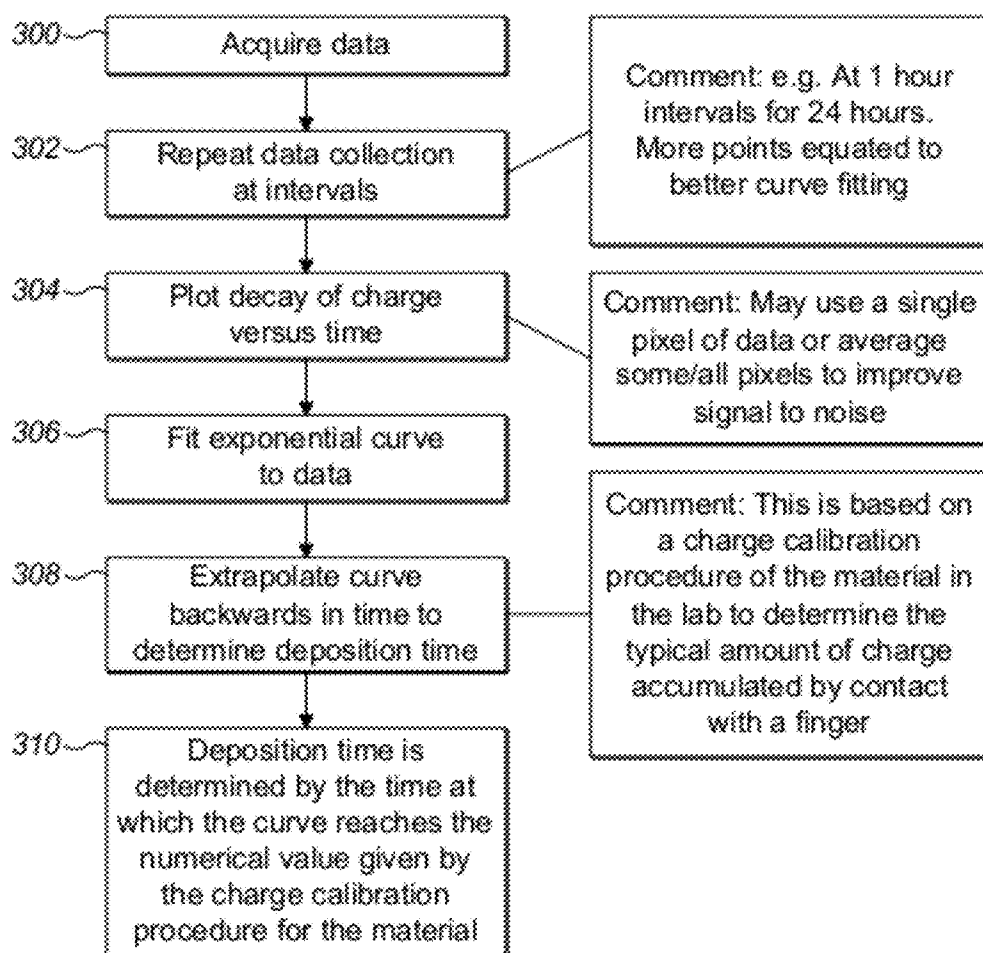 300
Acquire data
302
Repeat data collection
at intervals
Comment: e.g. At 1 hour
intervals for 24 hours.
More points equated to
better curve fitting
304
Plot decay of charge
versus time
Comment: May use a single
pixel of data or average
some/all pixels to improve
signal to noise
306
Fit exponential curve
to data
308
Extrapolate curve
backwards in time to
determine deposition time
Comment: This is based on
a charge calibration
procedure of the material in
the lab to determine the
typical amount of charge
accumulated by contact
with a finger
310
Deposition time is
determined by the time at
which the curve reaches the
numerical value given by
the charge calibration
procedure for the material